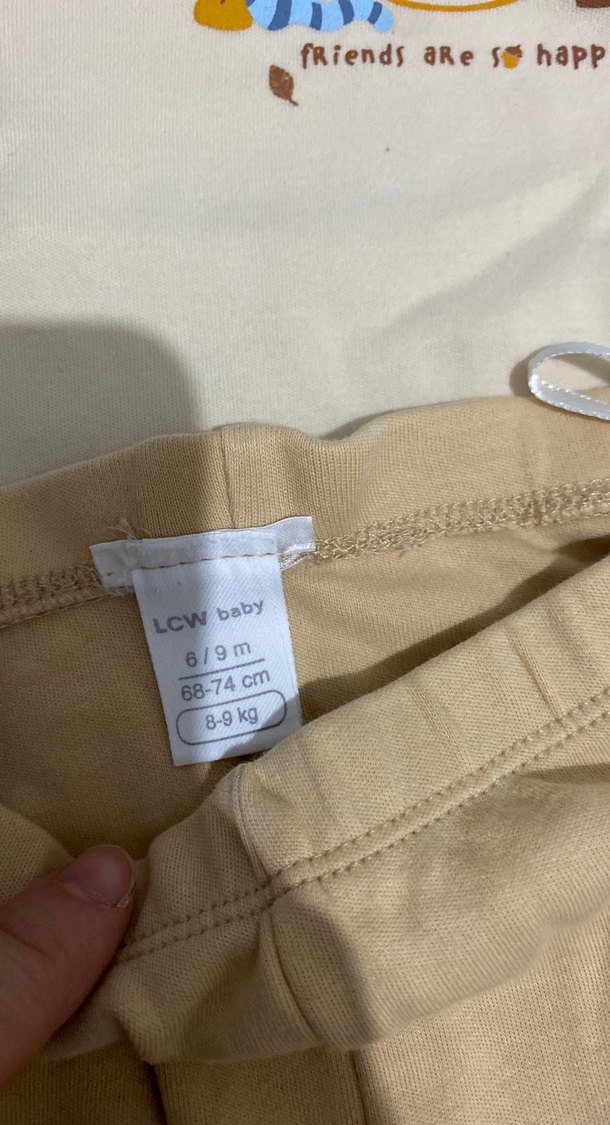 fRiends aRe so happ
LCW baby
6 / 9 m
68-74 cm
8-9 kg